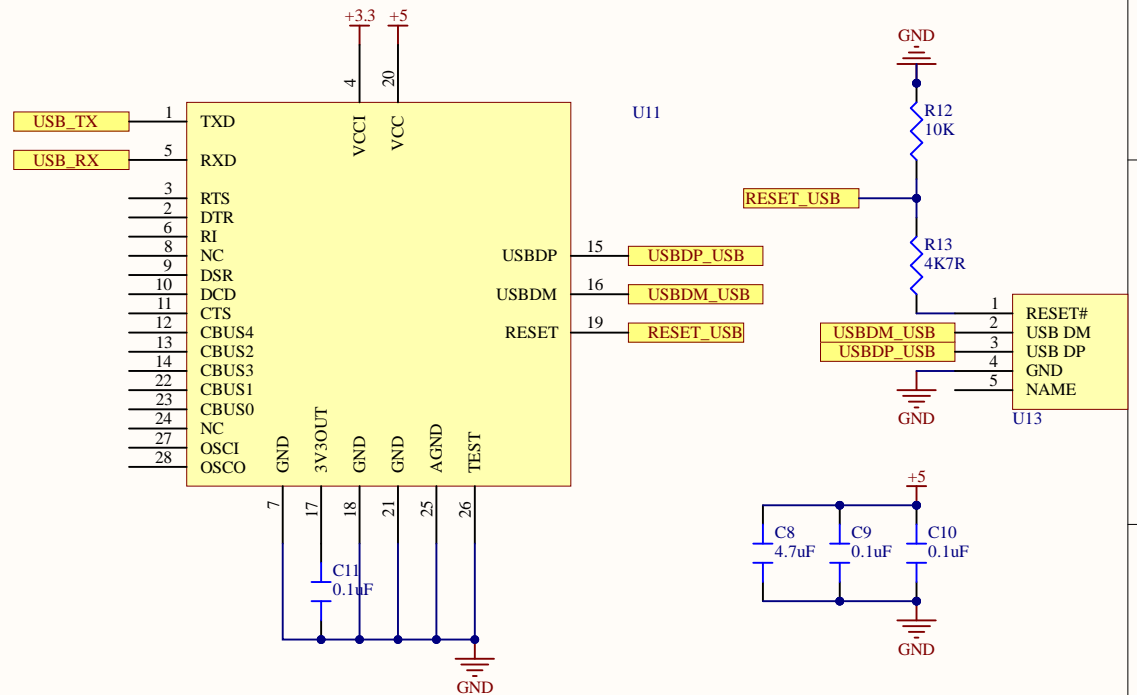 +3.3
+5
4
20
VCCI
VCC
U11
USB_TX
1
TXD
USB_RX
5
RXD
3
RTS
2
DTR
6
RI
8
NC
9
DSR
10
DCD
11
CTS
12
CBUS4
13
CBUS2
14
CBUS3
22
CBUS1
23
CBUS0
24
NC
27
OSCI
28
OSCO
USBDP
15
USBDP_USB
USBDM
16
USBDM_USB
RESET
19
RESET_USB
GND
3V3OUT
GND
GND
AGND
TEST
7
17
18
21
25
26
C11
0.1uF
GND
GND
R12
10K
RESET_USB
R13
4K7R
1
RESET#
USBDM_USB
2
USB DM
USBDP_USB
3
USB DP
4
GND
5
NAME
GND
U13
+5
C8
4.7uF
C9
0.1uF
C10
0.1uF
GND